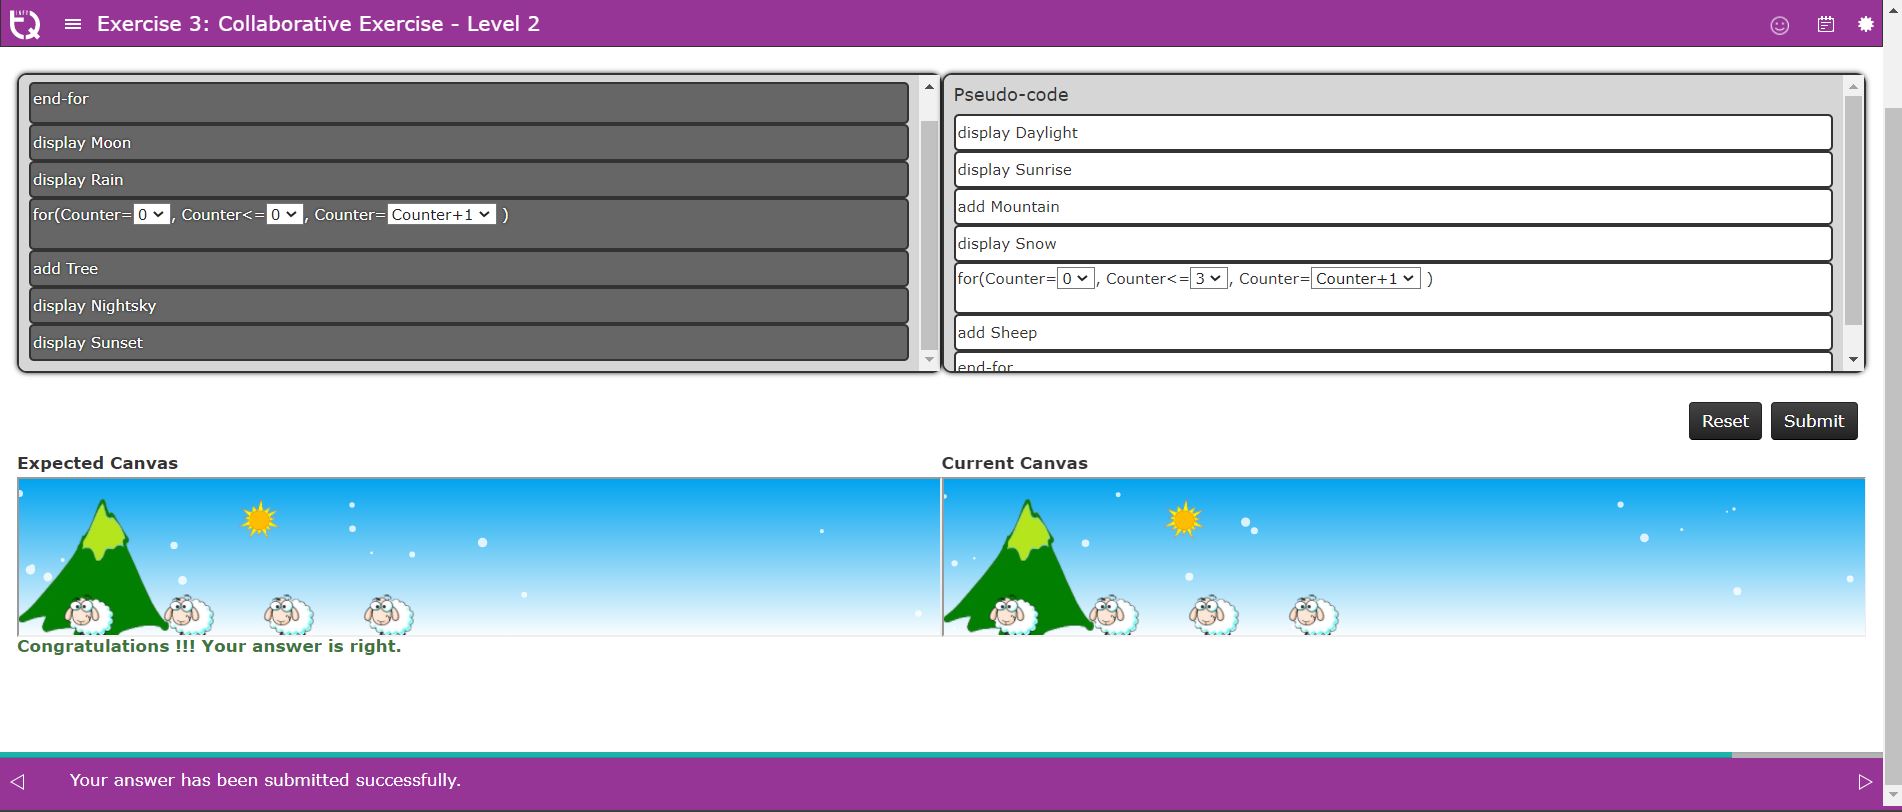 INFO
Exercise 3: Collaborative Exercise - Level 2
end-for
display Moon
display Rain
for(Counter= 0 , Counter<= 0 , Counter= Counter+1 )
add Tree
display Nightsky
display Sunset
Pseudo-code
display Daylight
display Sunrise
add Mountain
display Snow
for(Counter= 0 , Counter<= 3 , Counter= Counter+1 )
add Sheep
end-for
Reset Submit
Expected Canvas
Current Canvas
Congratulations !!! Your answer is right.
Your answer has been submitted successfully.